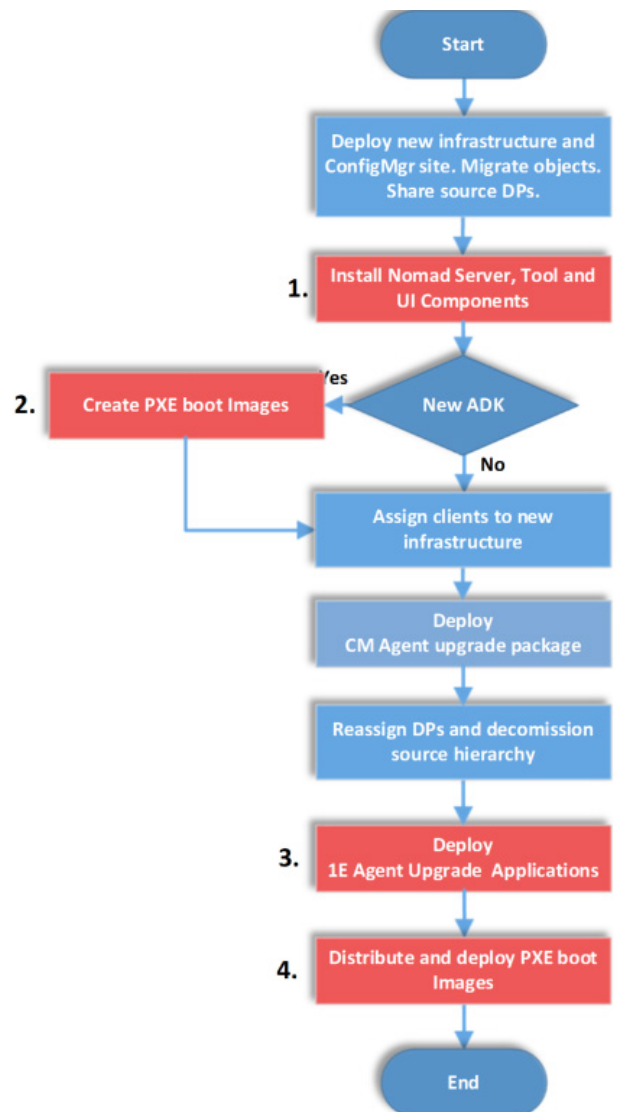 Start
Deploy new infrastructure and
ConfigMgr site. Migrate objects.
Share source DPs.
1.
Install Nomad Server, Tool and
UI Components
Yes
2.
Create PXE boot Images
New ADK
No
Assign clients to new
infrastructure
Deploy
CM Agent upgrade package
Reassign DPs and decomission
source hierarchy
3.
Deploy
1E Agent Upgrade Applications
4.
Distribute and deploy PXE boot
Images
End